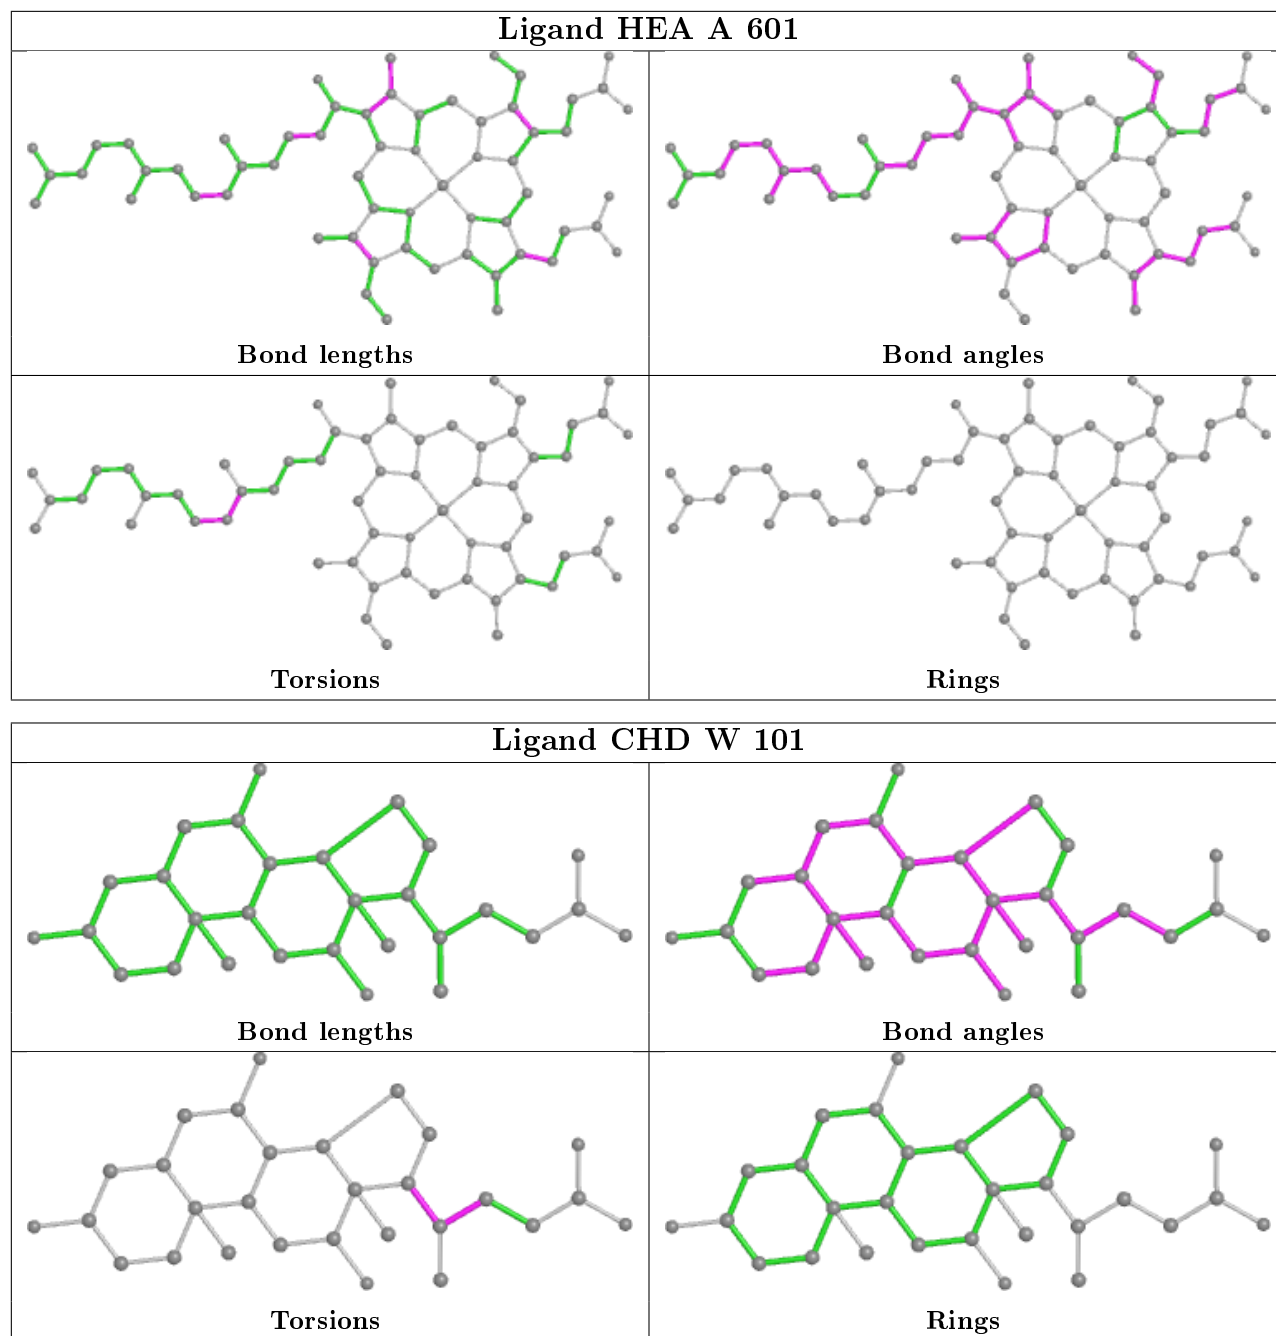 Ligand HEA A 601
Bond lengths
Bond angles
Torsions
Rings
Ligand CHD W 101
Bond lengths
Bond angles
Torsions
Rings